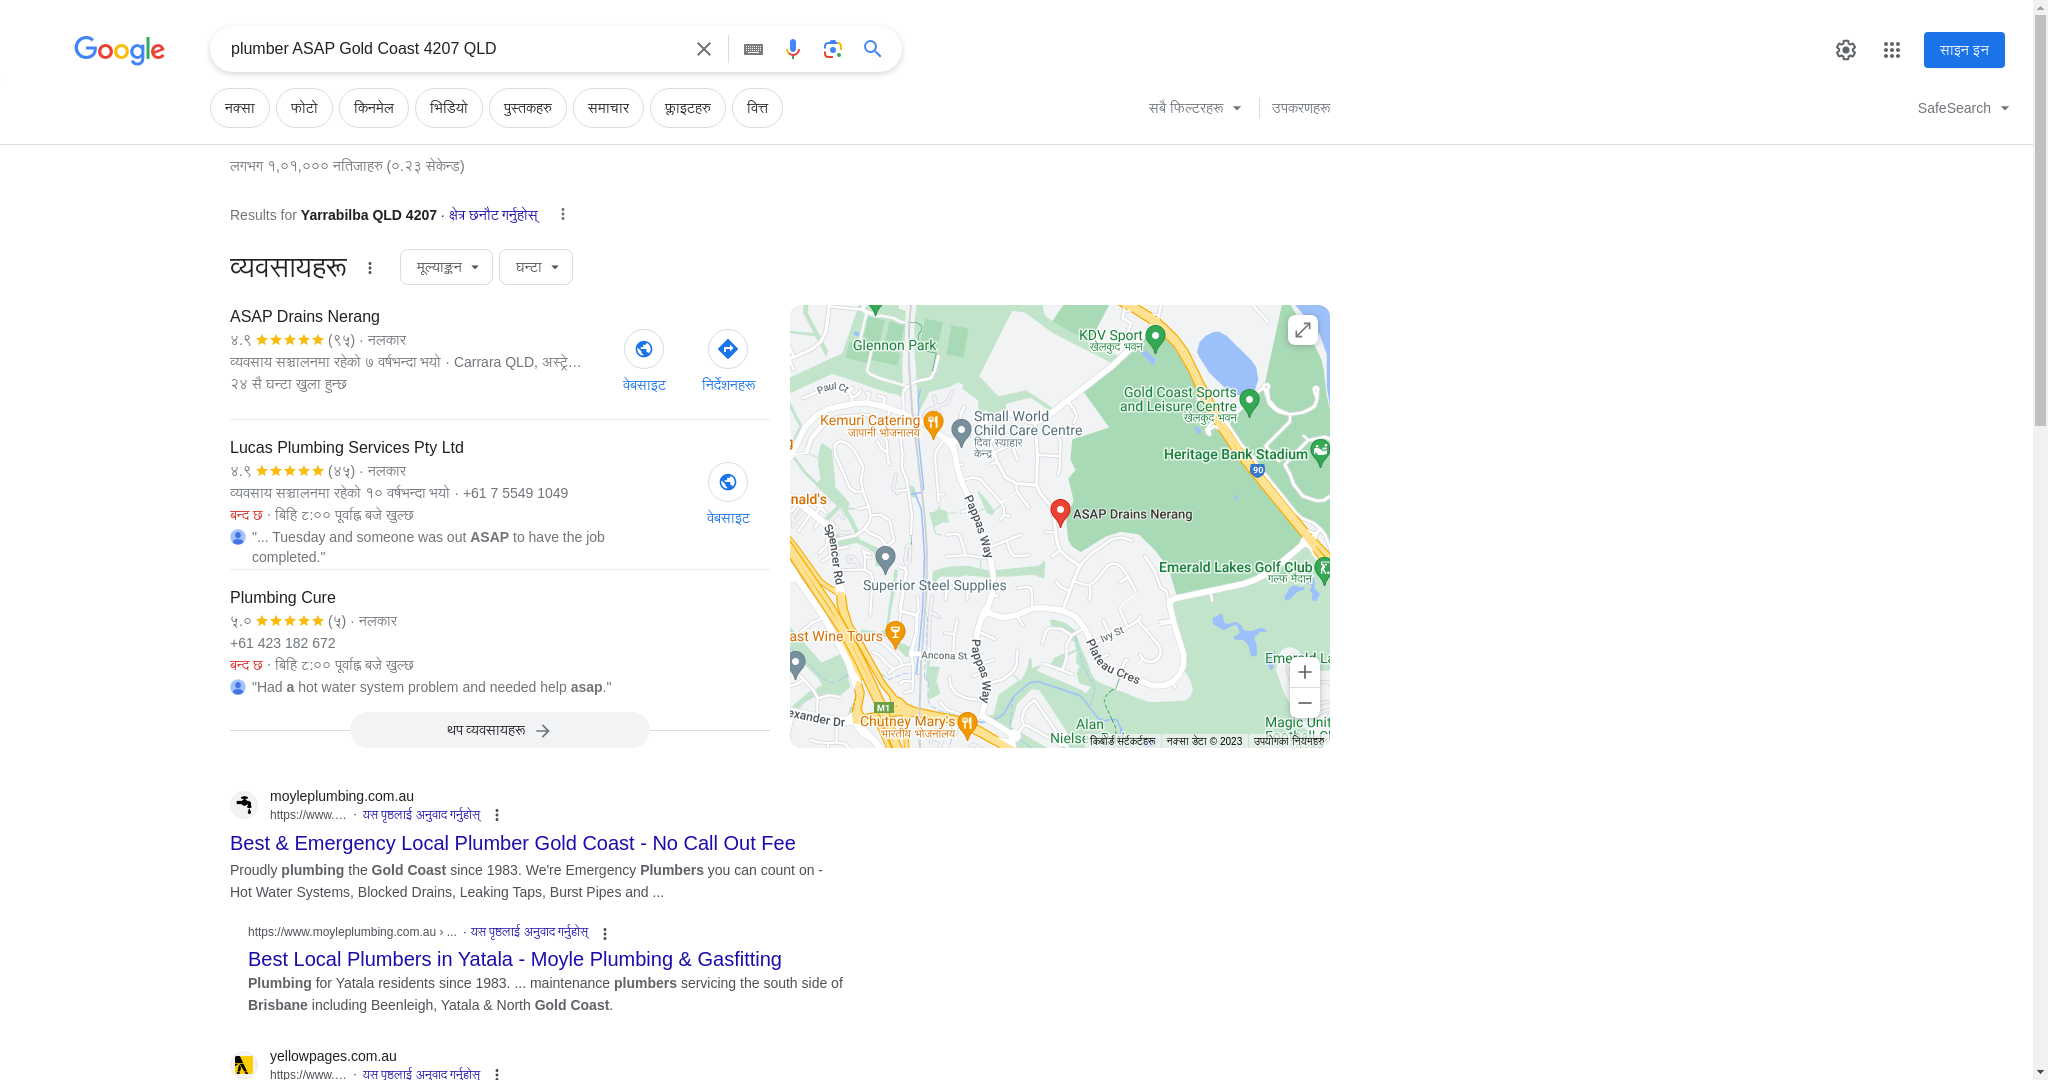 Google
plumber ASAP Gold Coast 4207 QLD
साइन इन
नक्सा
फोटो
किनमेल
भिडियो
पुस्तकहरु
समाचार
फ्लाइटहरु
वित्त
सबै फिल्टरहरू
उपकरणहरू
SafeSearch
लगभग १,०१,००० नतिजाहरु (०.२३ सेकेन्ड)
Results for Yarrabilba QLD 4207 · क्षेत्र छनौट गर्नुहोस्
व्यवसायहरू
मूल्याङ्कन
घन्टा
ASAP Drains Nerang
४.९ (९५) · नलकार
व्यवसाय सञ्चालनमा रहेको ७ वर्षभन्दा भयो · Carrara QLD, अस्ट्रे...
२४ सै घन्टा खुला हुन्छ
वेबसाइट
निर्देशनहरू
Lucas Plumbing Services Pty Ltd
४.९ (४५) · नलकार
व्यवसाय सञ्चालनमा रहेको १० वर्षभन्दा भयो · +61 7 5549 1049
बन्द छ · बिहि ८:०० पूर्वाह्न बजे खुल्छ
"... Tuesday and someone was out ASAP to have the job
completed."
वेबसाइट
Plumbing Cure
५.० (५) · नलकार
+61 423 182 672
बन्द छ · बिहि ८:०० पूर्वाह्न बजे खुल्छ
"Had a hot water system problem and needed help asap."
थप व्यवसायहरू
KDV Sport
खेलकुद भवन
Glennon Park
Paul Ct
Gold Coast Sports
and Leisure Centre
खेलकुद भवन
Kemuri Catering
जापानी भोजनालय
Small World
Child Care Centre
दिवा स्याहार
केन्द्र
Heritage Bank Stadium
90
nald's
Pappas Way
ASAP Drains Nerang
Spencer Rd
Superior Steel Supplies
Emerald Lakes Golf Club
गल्फ मैदान
ast Wine Tours
Ivy St
Ancona St
Plateau Cres
Pappas Way
Emerald La
M1
exander Dr
Chutney Mary's
भारतीय भोजनालय
Alan
Nielse
Magic Unit
Football Cl
किबोर्ड सर्टकर्टहरू
नक्सा डेटा © 2023
उपयोगका नियमहरु
moyleplumbing.com.au
https://www.... · यस पृष्ठलाई अनुवाद गर्नुहोस्
Best & Emergency Local Plumber Gold Coast - No Call Out Fee
Proudly plumbing the Gold Coast since 1983. We're Emergency Plumbers you can count on -
Hot Water Systems, Blocked Drains, Leaking Taps, Burst Pipes and ...
https://www.moyleplumbing.com.au › ... · यस पृष्ठलाई अनुवाद गर्नुहोस्
Best Local Plumbers in Yatala - Moyle Plumbing & Gasfitting
Plumbing for Yatala residents since 1983. ... maintenance plumbers servicing the south side of
Brisbane including Beenleigh, Yatala & North Gold Coast.
yellowpages.com.au
https://www.... · यस पृष्ठलाई अनुवाद गर्नुहोस्